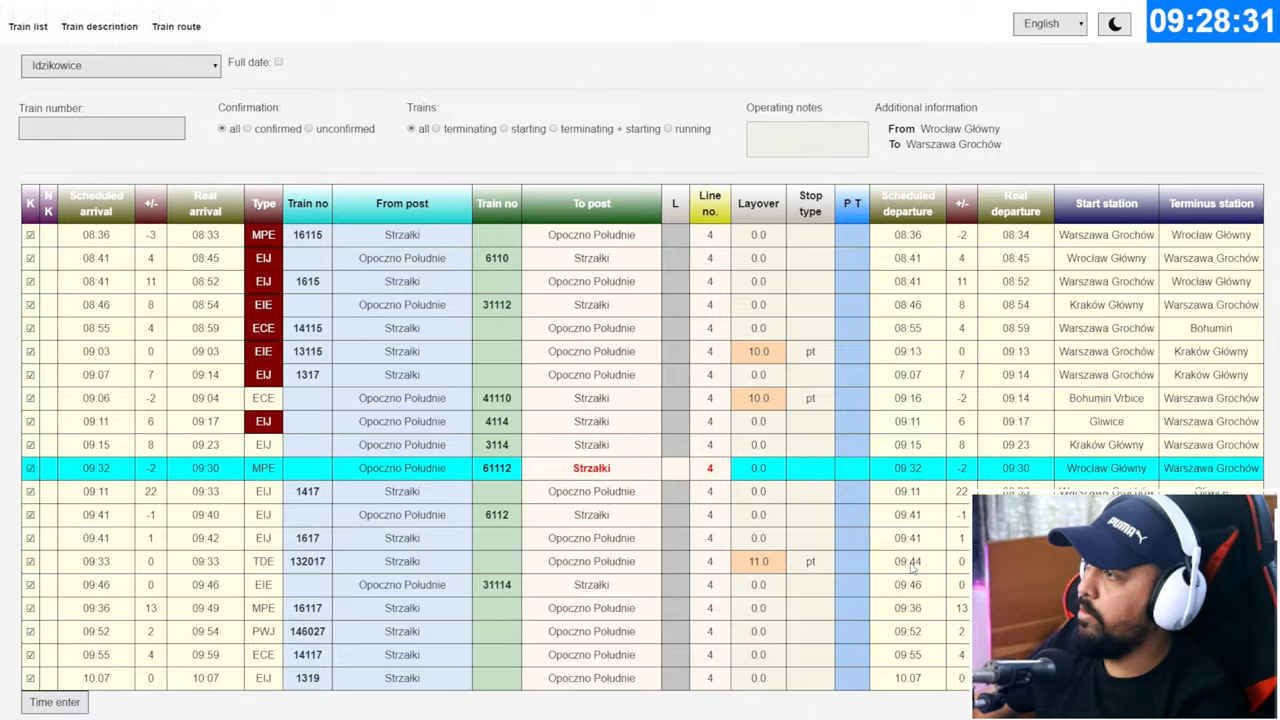 Train list Train description Train route English 09:28:31
Idzikowice Full date:
Train number: Confirmation: Trains: Operating notes Additional information
all confirmed unconfirmed all terminating starting terminating + starting running From Wrocław Główny
To Warszawa Grochów
K N K Scheduled arrival +/- Real arrival Type Train no From post Train no To post L Line no. Layover Stop type P T Scheduled departure +/- Real departure Start station Terminus station
08:36 -3 08:33 MPE 16115 Strzałki Opoczno Południe 4 0.0 08:36 -2 08:34 Warszawa Grochów Wrocław Główny
08:41 4 08:45 EIJ Opoczno Południe 6110 Strzałki 4 0.0 08:41 4 08:45 Wrocław Główny Warszawa Grochów
08:41 11 08:52 EIJ 1615 Strzałki Opoczno Południe 4 0.0 08:41 11 08:52 Warszawa Grochów Wrocław Główny
08:46 8 08:54 EIE Opoczno Południe 31112 Strzałki 4 0.0 08:46 8 08:54 Kraków Główny Warszawa Grochów
08:55 4 08:59 ECE 14115 Strzałki Opoczno Południe 4 0.0 08:55 4 08:59 Warszawa Grochów Bohumin
09:03 0 09:03 EIE 13115 Strzałki Opoczno Południe 4 10.0 pt 09:13 0 09:13 Warszawa Grochów Kraków Główny
09:07 7 09:14 EIJ 1317 Strzałki Opoczno Południe 4 0.0 09:07 7 09:14 Warszawa Grochów Kraków Główny
09:06 -2 09:04 ECE Opoczno Południe 41110 Strzałki 4 10.0 pt 09:16 -2 09:14 Bohumin Vrbice Warszawa Grochów
09:11 6 09:17 EIJ Opoczno Południe 4114 Strzałki 4 0.0 09:11 6 09:17 Gliwice Warszawa Grochów
09:15 8 09:23 EIJ Opoczno Południe 3114 Strzałki 4 0.0 09:15 8 09:23 Kraków Główny Warszawa Grochów
09:32 -2 09:30 MPE Opoczno Południe 61112 Strzałki 4 0.0 09:32 -2 09:30 Wrocław Główny Warszawa Grochów
09:11 22 09:33 EIJ 1417 Strzałki Opoczno Południe 4 0.0 09:11 22 09:33 Warszawa Grochów Gliwice
09:41 -1 09:40 EIJ Opoczno Południe 6112 Strzałki 4 0.0 09:41 -1
09:41 1 09:42 EIJ 1617 Strzałki Opoczno Południe 4 0.0 09:41 1
09:33 0 09:33 TDE 132017 Strzałki Opoczno Południe 4 11.0 pt 09:44 0
09:46 0 09:46 EIE Opoczno Południe 31114 Strzałki 4 0.0 09:46 0
09:36 13 09:49 MPE 16117 Strzałki Opoczno Południe 4 0.0 09:36 13
09:52 2 09:54 PWJ 146027 Strzałki Opoczno Południe 4 0.0 09:52 2
09:55 4 09:59 ECE 14117 Strzałki Opoczno Południe 4 0.0 09:55 4
10:07 0 10:07 EIJ 1319 Strzałki Opoczno Południe 4 0.0 10:07 0
Time enter
PUMA